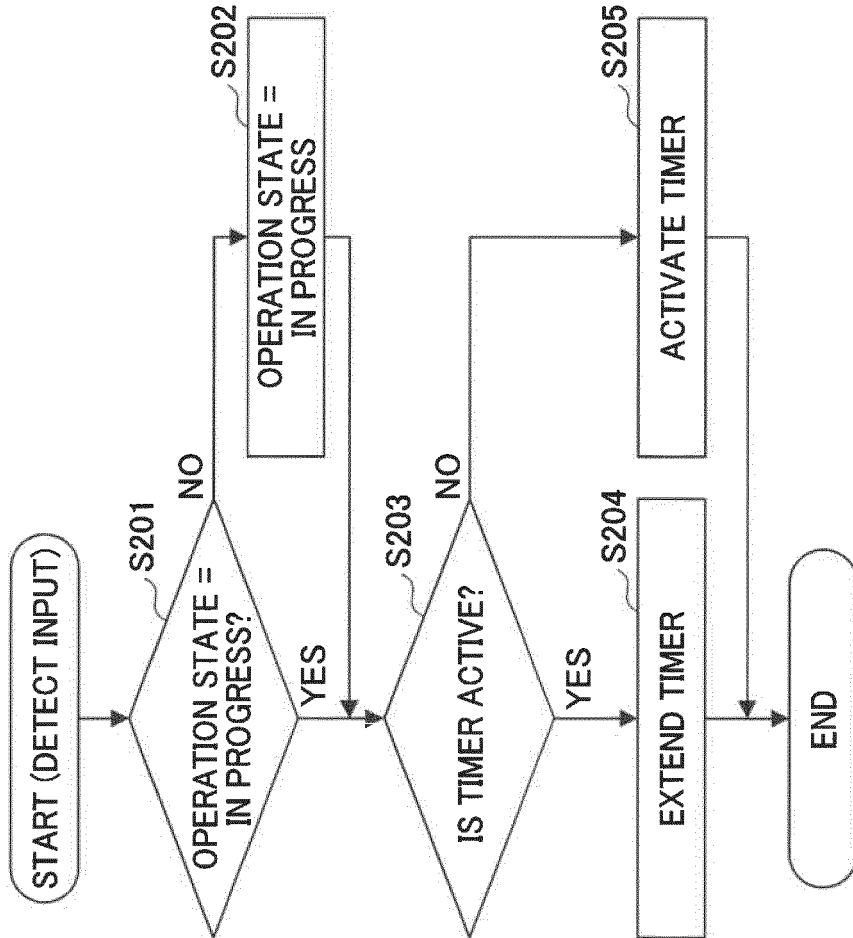 START (DETECT INPUT)
S201
OPERATION STATE =
IN PROGRESS?
NO
YES
S202
OPERATION STATE =
IN PROGRESS
S203
IS TIMER ACTIVE?
NO
YES
S204
EXTEND TIMER
S205
ACTIVATE TIMER
END